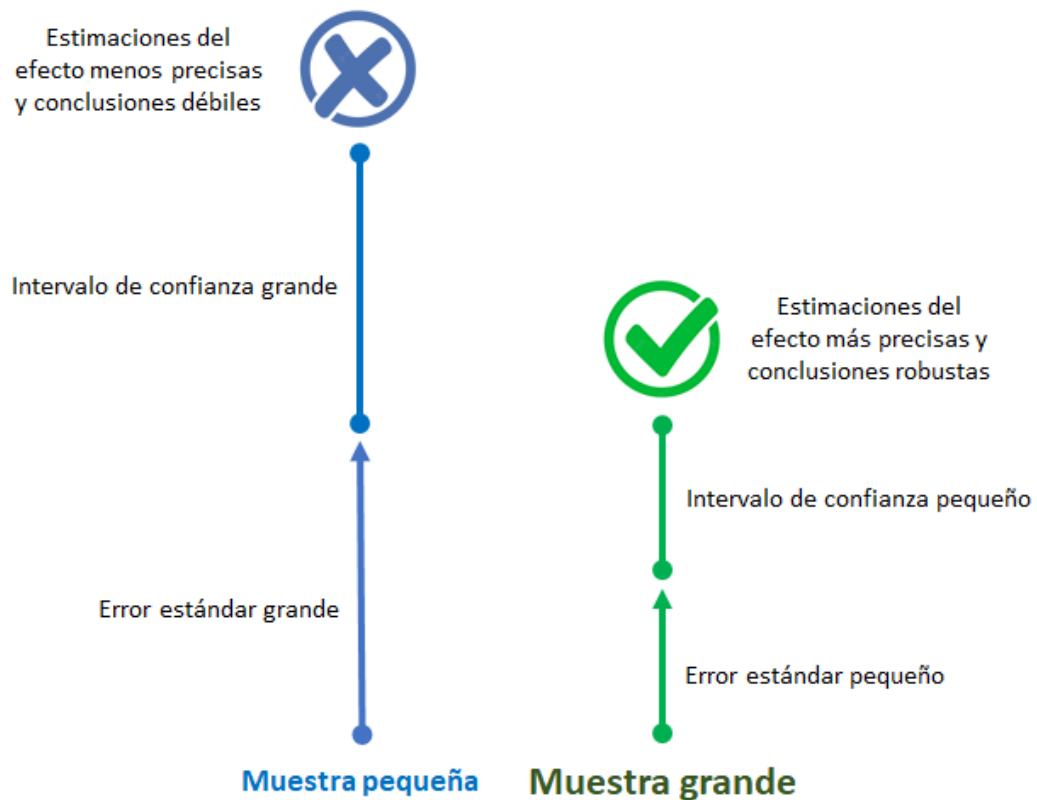 Estimaciones del
efecto menos precisas
y conclusiones débiles
Intervalo de confianza grande
Error estándar grande
Muestra pequeña
Estimaciones del
efecto más precisas y
conclusiones robustas
Intervalo de confianza pequeño
Error estándar pequeño
Muestra grande